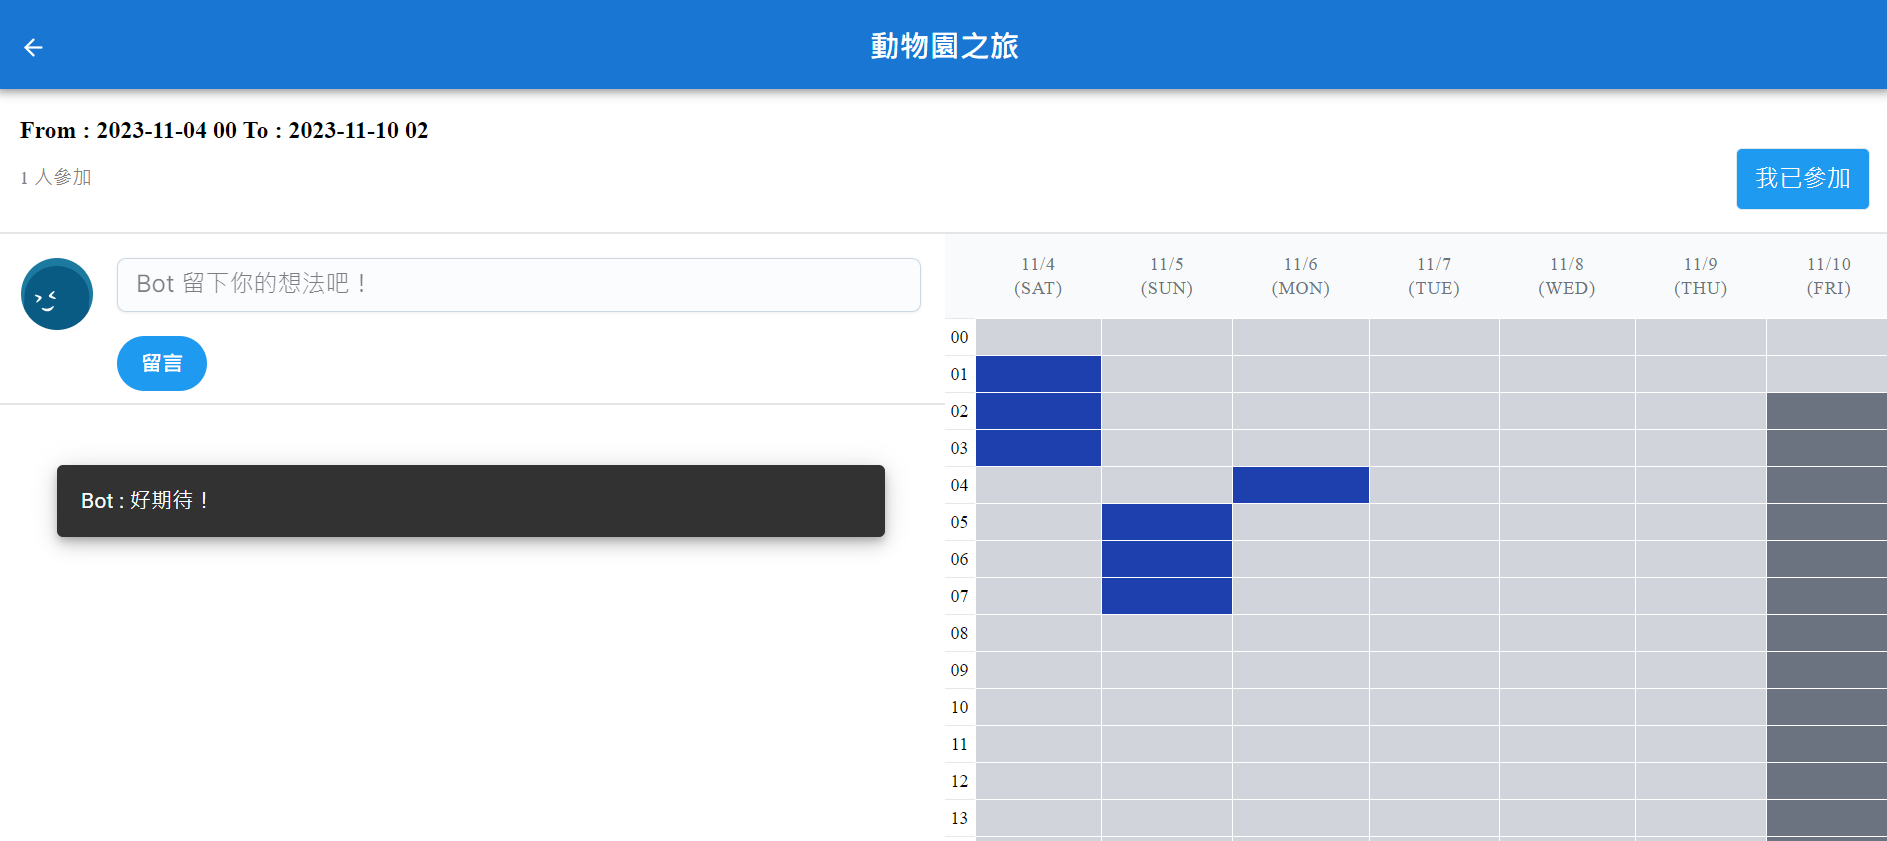 動物園之旅
From : 2023-11-04 00 To : 2023-11-10 02
1 人參加
我已參加
Bot 留下你的想法吧！
留言
Bot : 好期待！
11/4 11/5 11/6 11/7 11/8 11/9 11/10
(SAT) (SUN) (MON) (TUE) (WED) (THU) (FRI)
00
01
02
03
04
05
06
07
08
09
10
11
12
13